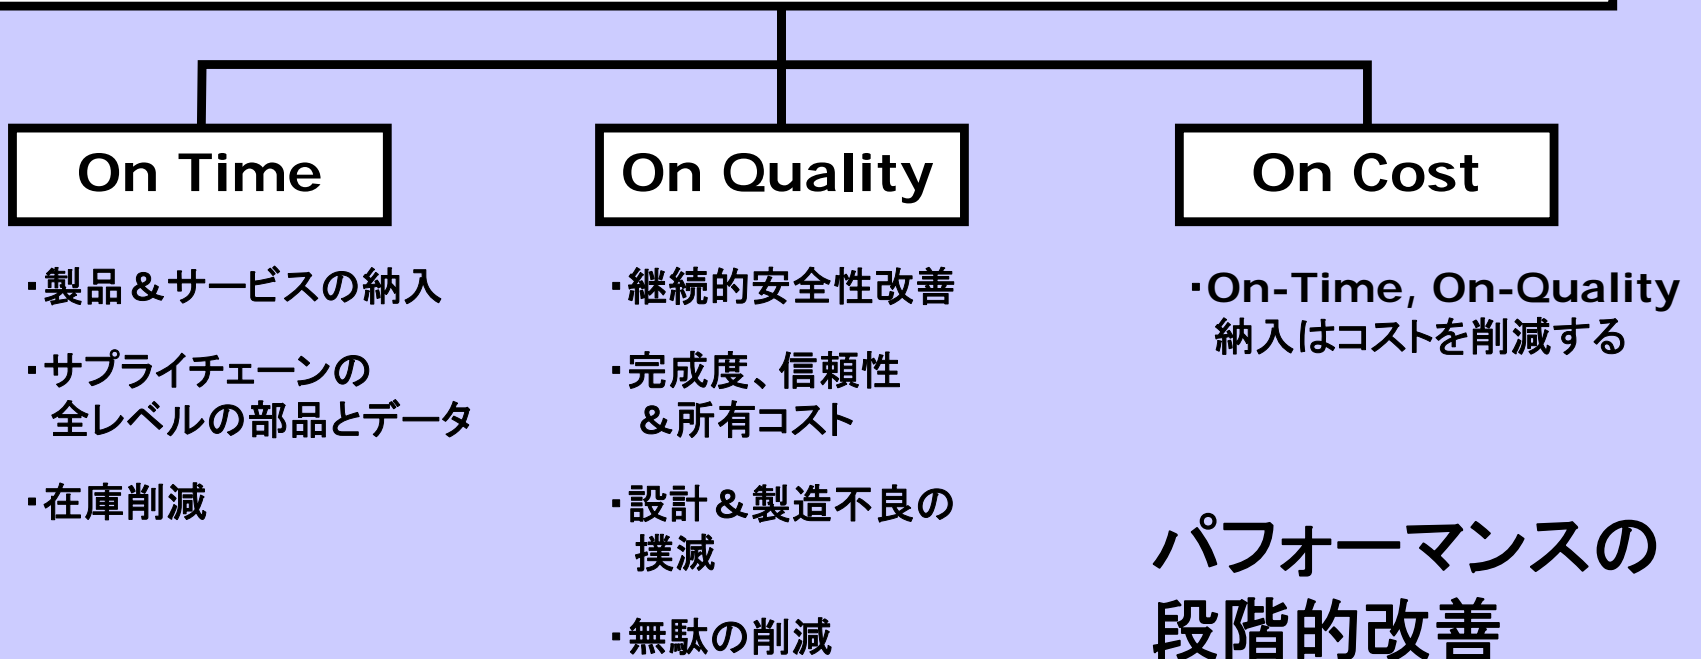 On Time
・製品＆サービスの納入
・サプライチェーンの
全レベルの部品とデータ
・在庫削減
On Quality
・継続的安全性改善
・完成度、信頼性
＆所有コスト
・設計＆製造不良の
撲滅
・無駄の削減
On Cost
・On-Time, On-Quality
納入はコストを削減する
パフォーマンスの
段階的改善